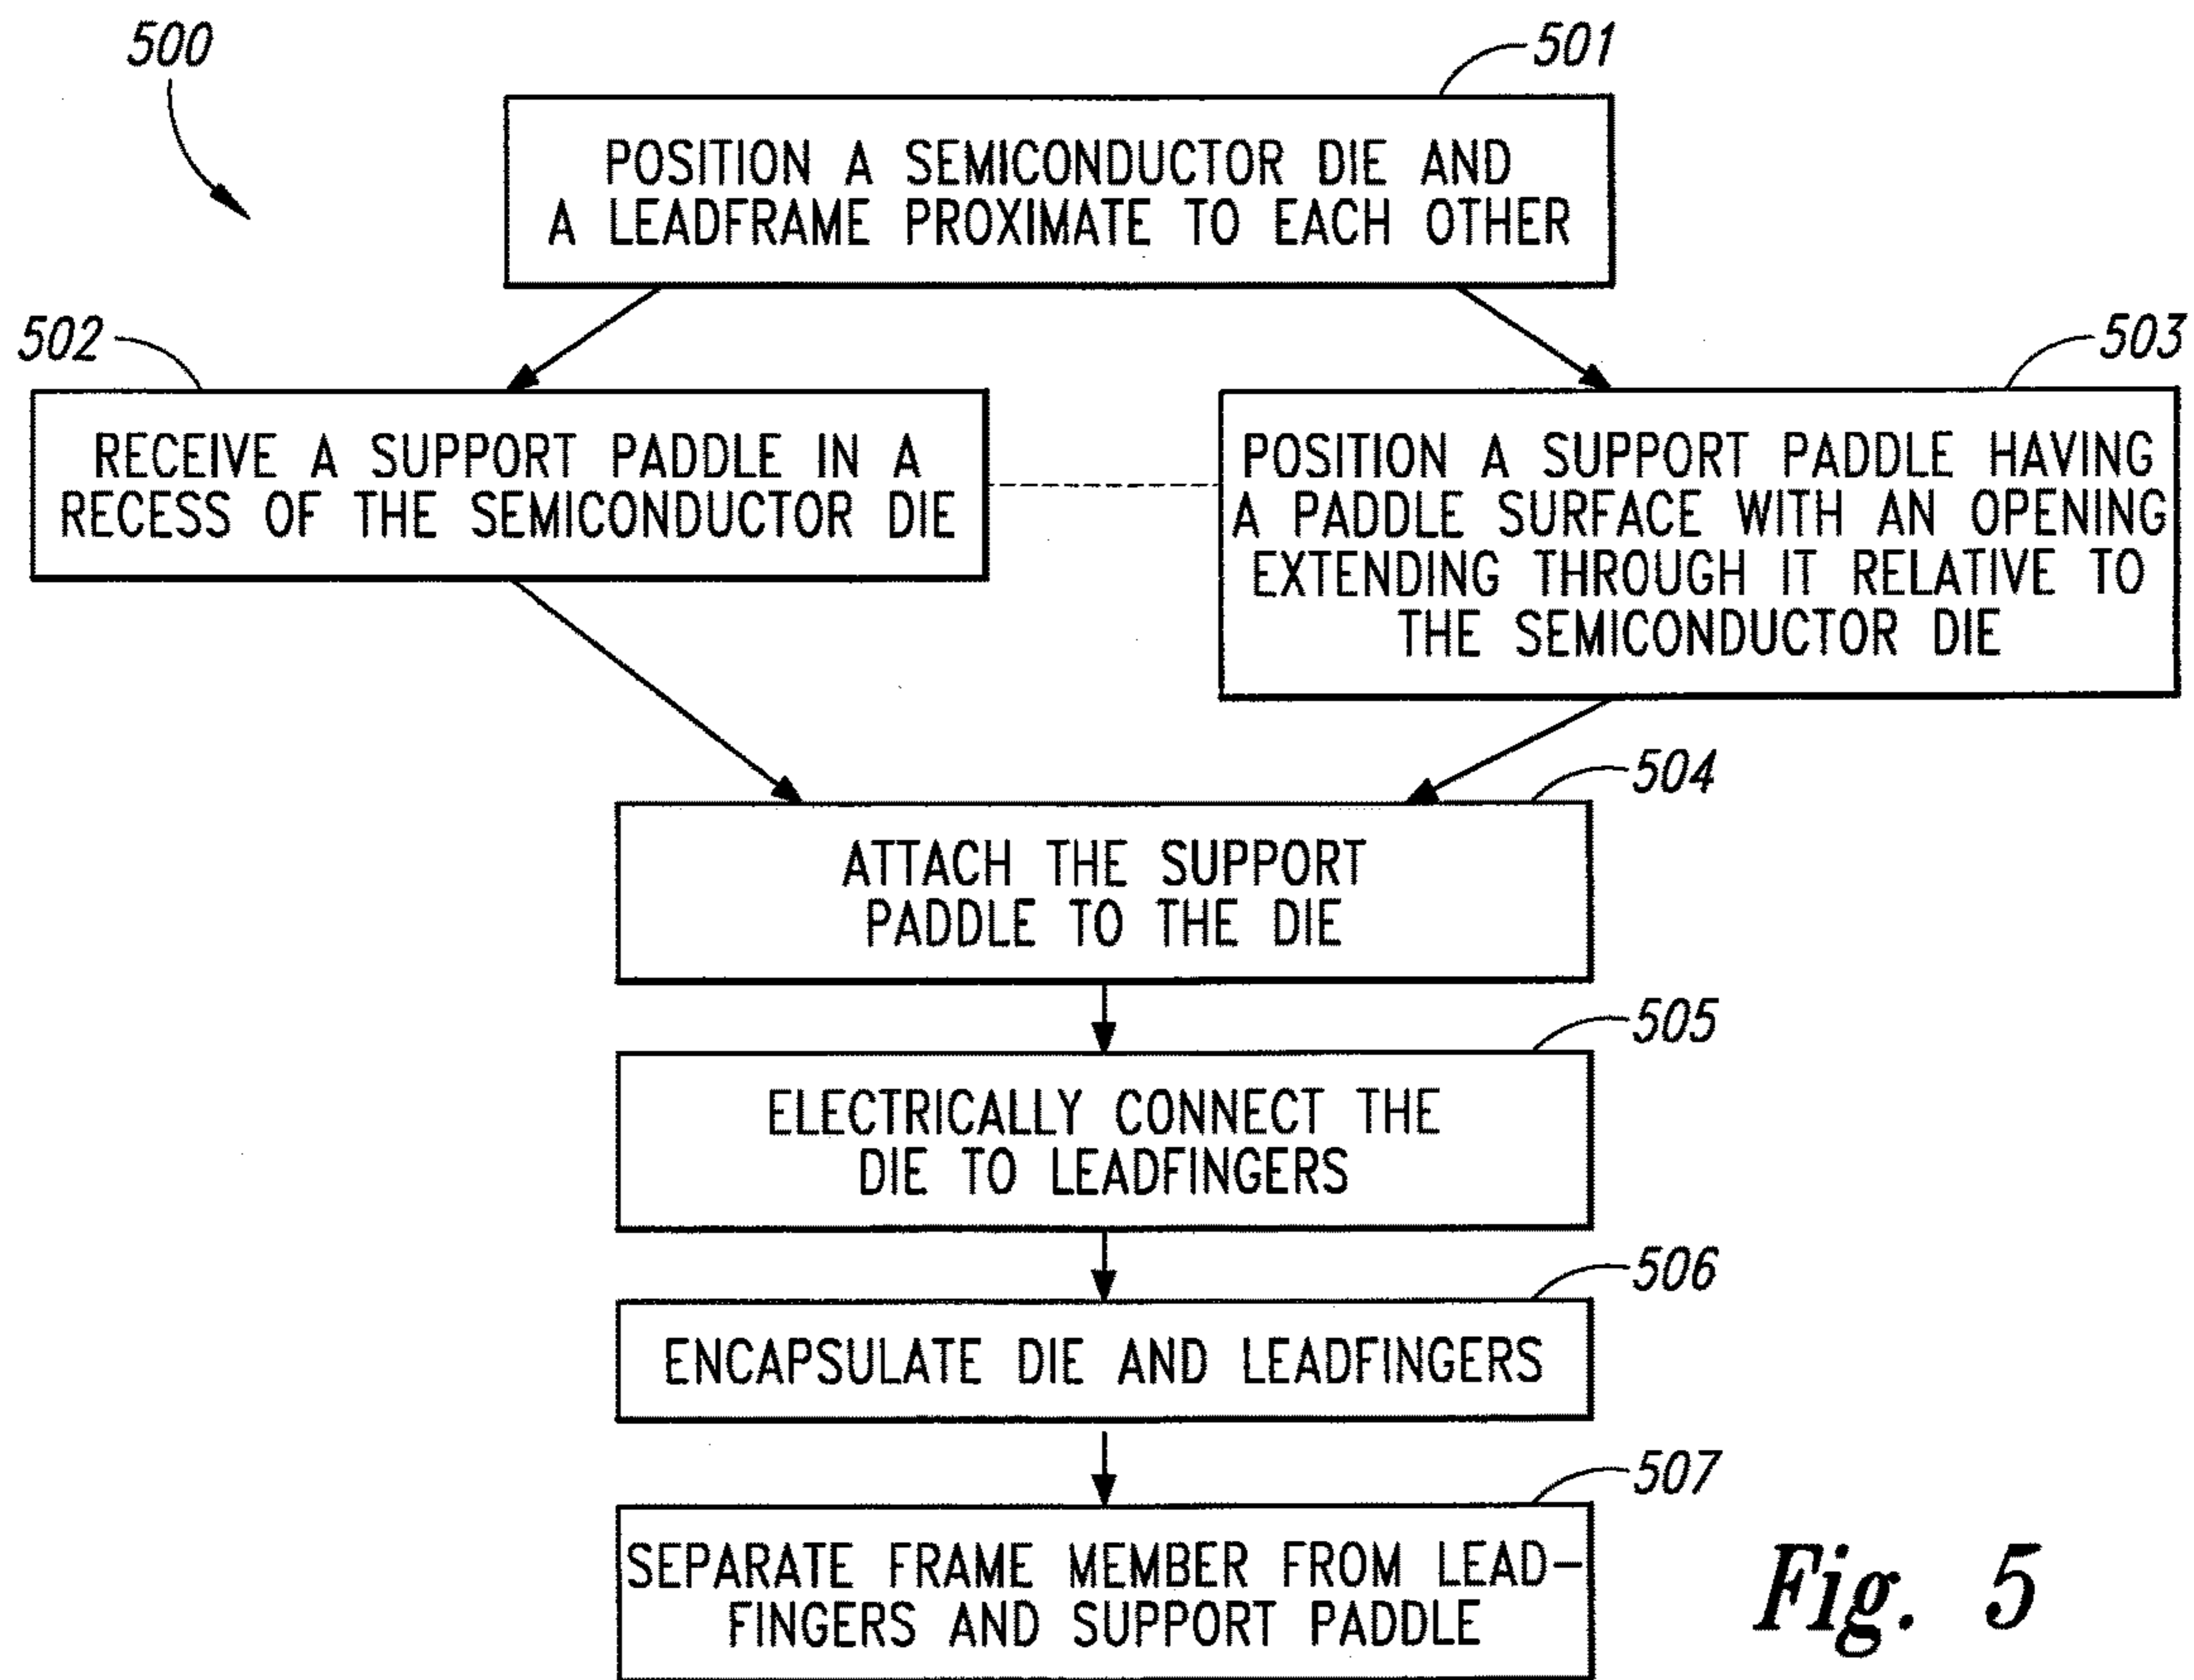 500
501
POSITION A SEMICONDUCTOR DIE AND
A LEADFRAME PROXIMATE TO EACH OTHER
502
RECEIVE A SUPPORT PADDLE IN A
RECESS OF THE SEMICONDUCTOR DIE
503
POSITION A SUPPORT PADDLE HAVING
A PADDLE SURFACE WITH AN OPENING
EXTENDING THROUGH IT RELATIVE TO
THE SEMICONDUCTOR DIE
504
ATTACH THE SUPPORT
PADDLE TO THE DIE
505
ELECTRICALLY CONNECT THE
DIE TO LEADFINGERS
506
ENCAPSULATE DIE AND LEADFINGERS
507
SEPARATE FRAME MEMBER FROM LEAD-
FINGERS AND SUPPORT PADDLE
Fig. 5